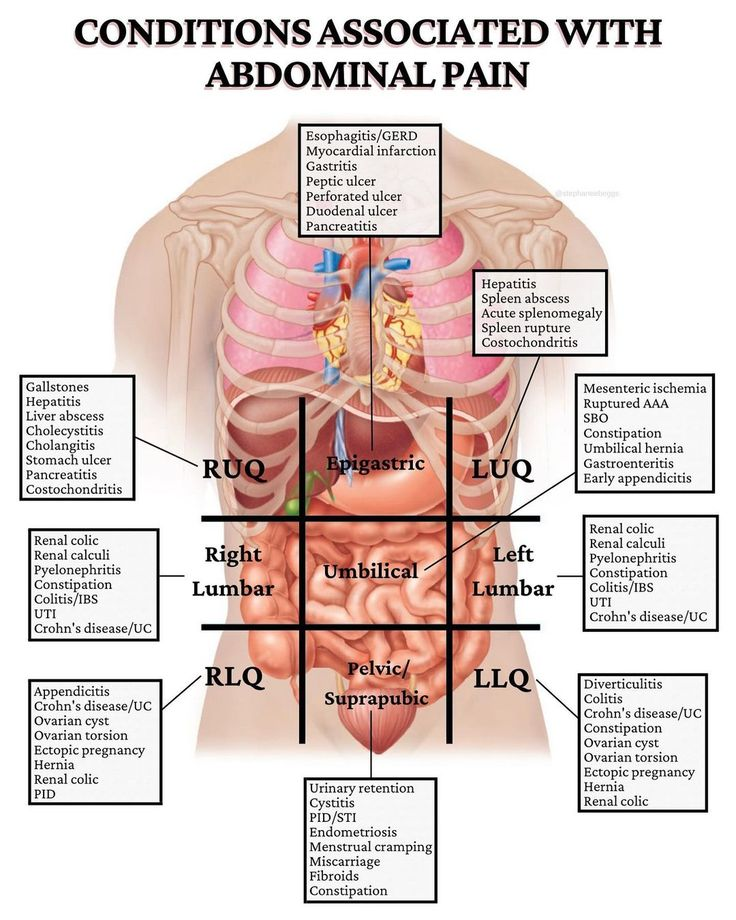 CONDITIONS ASSOCIATED WITH
ABDOMINAL PAIN
Esophagitis/GERD
Myocardial infarction
Gastritis
Peptic ulcer
Perforated ulcer
Duodenal ulcer
Pancreatitis
@stephaneebeggs
Hepatitis
Spleen abscess
Acute splenomegaly
Spleen rupture
Costochondritis
Gallstones
Hepatitis
Liver abscess
Cholecystitis
Cholangitis
Stomach ulcer
Pancreatitis
Costochondritis
Mesenteric ischemia
Ruptured AAA
SBO
Constipation
Umbilical hernia
Gastroenteritis
Early appendicitis
RUQ
Epigastric
LUQ
Renal colic
Renal calculi
Pyelonephritis
Constipation
Colitis/IBS
UTI
Crohn's disease/UC
Right
Lumbar
Umbilical
Left
Lumbar
Renal colic
Renal calculi
Pyelonephritis
Constipation
Colitis/IBS
UTI
Crohn's disease/UC
RLQ
Pelvic/
Suprapubic
LLQ
Appendicitis
Crohn's disease/UC
Ovarian cyst
Ovarian torsion
Ectopic pregnancy
Hernia
Renal colic
PID
Diverticulitis
Colitis
Crohn's disease/UC
Constipation
Ovarian cyst
Ovarian torsion
Ectopic pregnancy
Hernia
Renal colic
Urinary retention
Cystitis
PID/STI
Endometriosis
Menstrual cramping
Miscarriage
Fibroids
Constipation